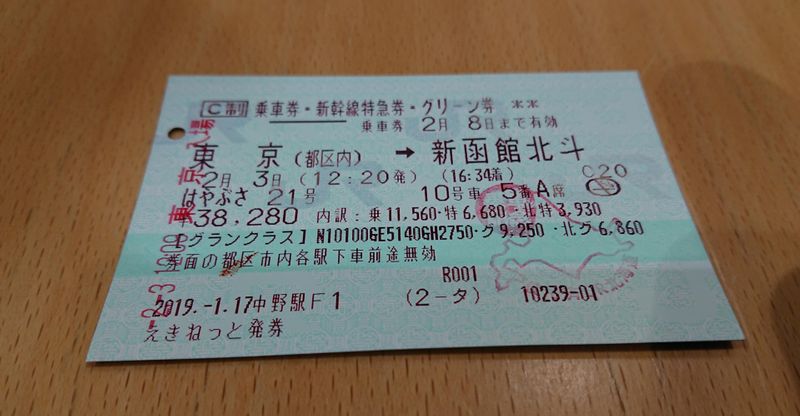 C制 乗車券・新幹線特急券・グリーン券 ＊＊
乗車券 2月 8日まで有効
東 京 (都区内) → 新函館北斗
2月 3日 (12:20発) (16:34着) C20
はやぶさ 21号 10号車 5番A席
¥38,280 内訳:乗11,560・特6,680・北特3,930
【グランクラス】N10100GE5140GH2750・グ9,250・北グ6,860
券面の都区市内各駅下車前途無効
R001
2019.-1.17中野駅F1 (2-タ) 10239-01
えきねっと発券